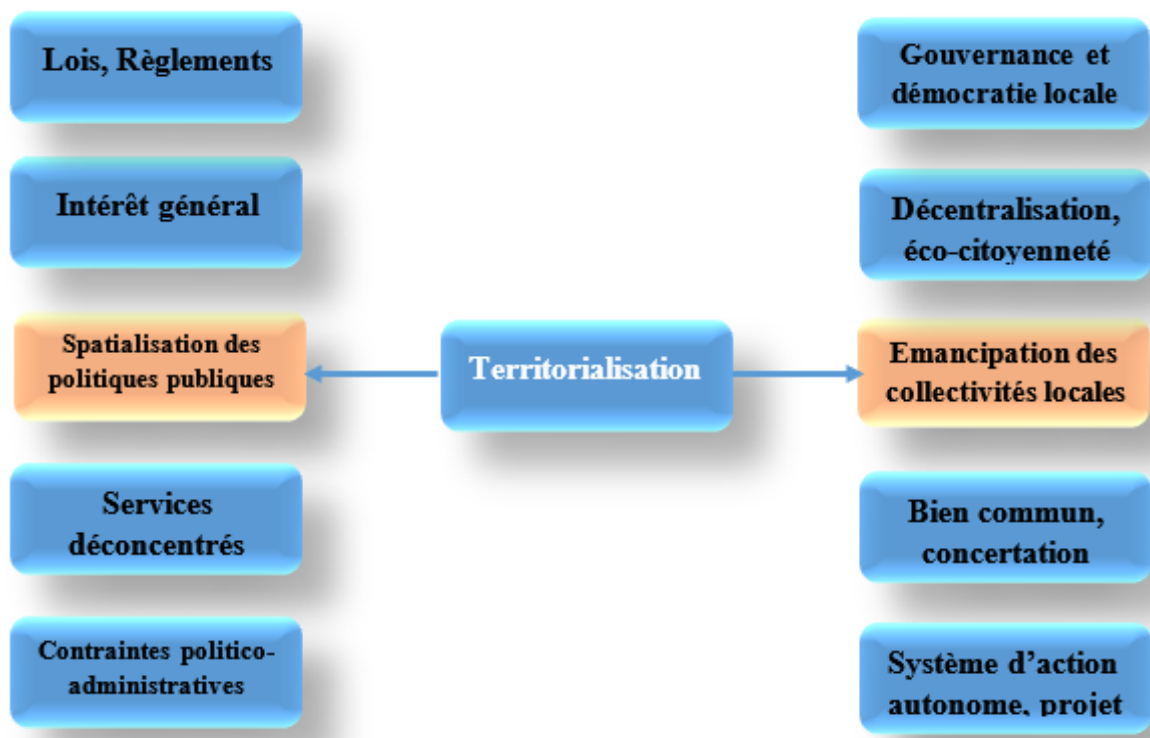 Lois, Règlements
Intérêt général
Spatialisation des
politiques publiques
Services
déconcentrés
Contraintes politico-
administratives
Territorialisation
Gouvernance et
démocratie locale
Décentralisation,
éco-citoyenneté
Emancipation des
collectivités locales
Bien commun,
concertation
Système d’action
autonome, projet